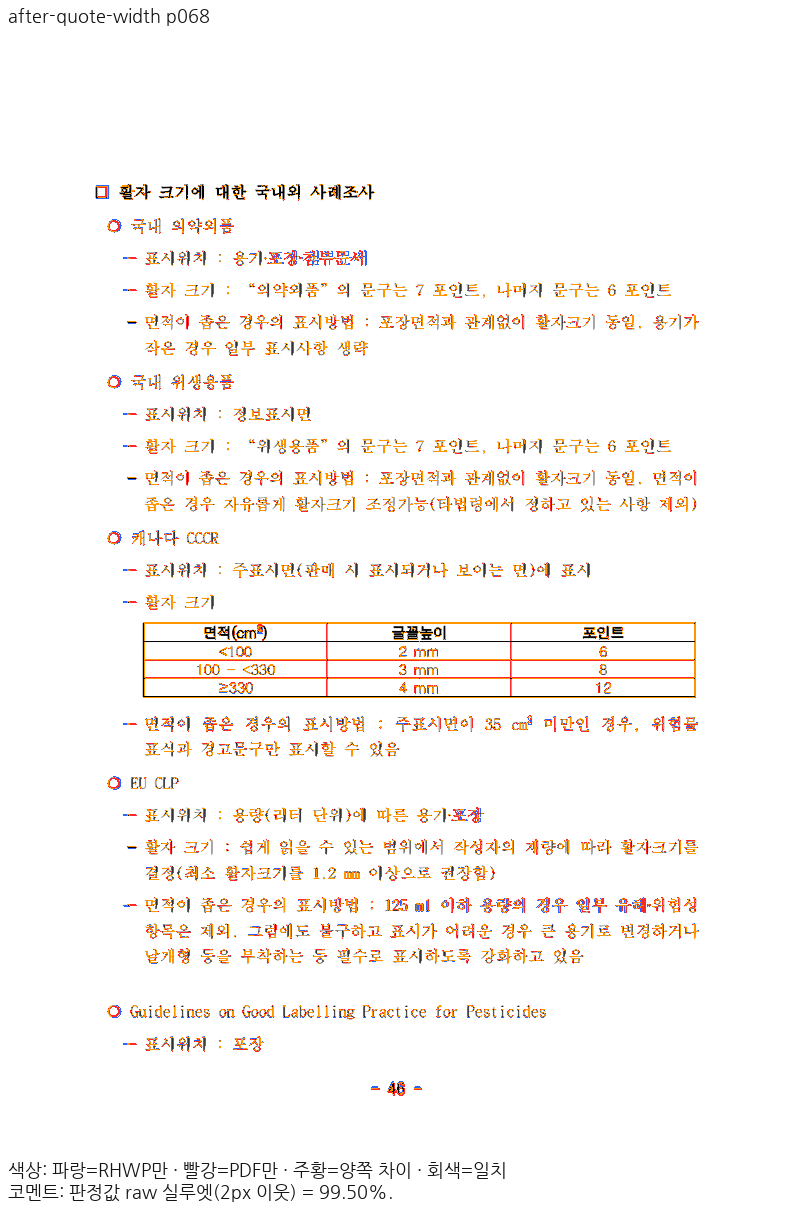 after-quote-width p068
□ 활자 크기에 대한 국내외 사례조사
○ 국내 의약외품
- 표시위치 : 용기·포장·첨부문서
- 활자 크기 : “의약외품”의 문구는 7 포인트, 나머지 문구는 6 포인트
- 면적이 좁은 경우의 표시방법 : 포장면적과 관계없이 활자크기 동일, 용기가
작은 경우 일부 표시사항 생략
○ 국내 위생용품
- 표시위치 : 정보표시면
- 활자 크기 : “위생용품”의 문구는 7 포인트, 나머지 문구는 6 포인트
- 면적이 좁은 경우의 표시방법 : 포장면적과 관계없이 활자크기 동일, 면적이
좁은 경우 자유롭게 활자크기 조정가능(타법령에서 정하고 있는 사항 제외)
○ 캐나다 CCCR
- 표시위치 : 주표시면(판매 시 표시되거나 보이는 면)에 표시
- 활자 크기
면적(cm²) 글꼴높이 포인트
<100 2 mm 6
100 - <330 3 mm 8
≥330 4 mm 12
- 면적이 좁은 경우의 표시방법 : 주표시면이 35 cm² 미만인 경우, 위험물
표식과 경고문구만 표시할 수 있음
○ EU CLP
- 표시위치 : 용량(리터 단위)에 따른 용기·포장
- 활자 크기 : 쉽게 읽을 수 있는 범위에서 작성자의 재량에 따라 활자크기를
결정(최소 활자크기를 1.2 mm 이상으로 권장함)
- 면적이 좁은 경우의 표시방법 : 125 ml 이하 용량의 경우 일부 유해·위험성
항목은 제외. 그럼에도 불구하고 표시가 어려운 경우 큰 용기로 변경하거나
날개형 등을 부착하는 등 필수로 표시하도록 강화하고 있음
○ Guidelines on Good Labelling Practice for Pesticides
- 표시위치 : 포장
- 46 -
색상: 파랑=RHWP만 · 빨강=PDF만 · 주황=양쪽 차이 · 회색=일치
코멘트: 판정값 raw 실루엣(2px 이웃) = 99.50%.